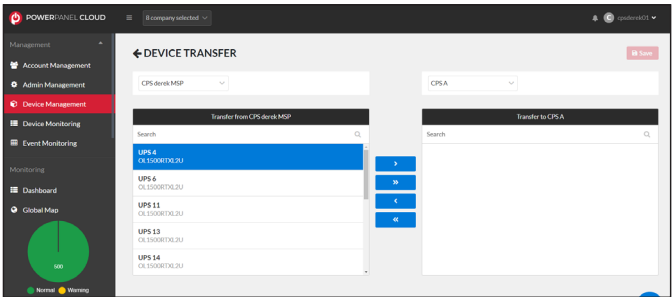 POWERPANEL CLOUD
8 company selected
C cpsderek01
Management
Account Management
Admin Management
Device Management
Device Monitoring
Event Monitoring
Monitoring
Dashboard
Global Map
500
Normal Warning
DEVICE TRANSFER
Save
CPS derek MSP
CPS A
Transfer from CPS derek MSP
Transfer to CPS A
Search
Search
UPS 4
OL1500RTXL2U
UPS 6
OL1500RTXL2U
UPS 11
OL1500RTXL2U
UPS 13
OL1500RTXL2U
UPS 14
OL1500RTXL2U
>
»
<
«